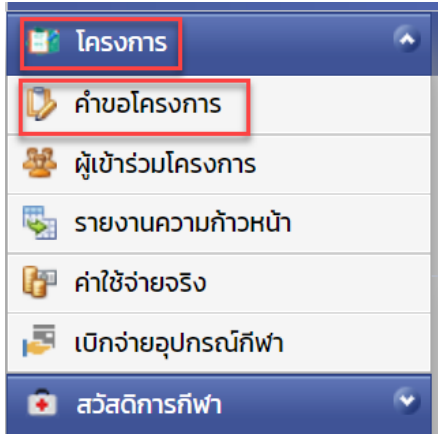 โครงการ
คำขอโครงการ
ผู้เข้าร่วมโครงการ
รายงานความก้าวหน้า
ค่าใช้จ่ายจริง
เบิกจ่ายอุปกรณ์กีฬา
สวัสดิการกีฬา